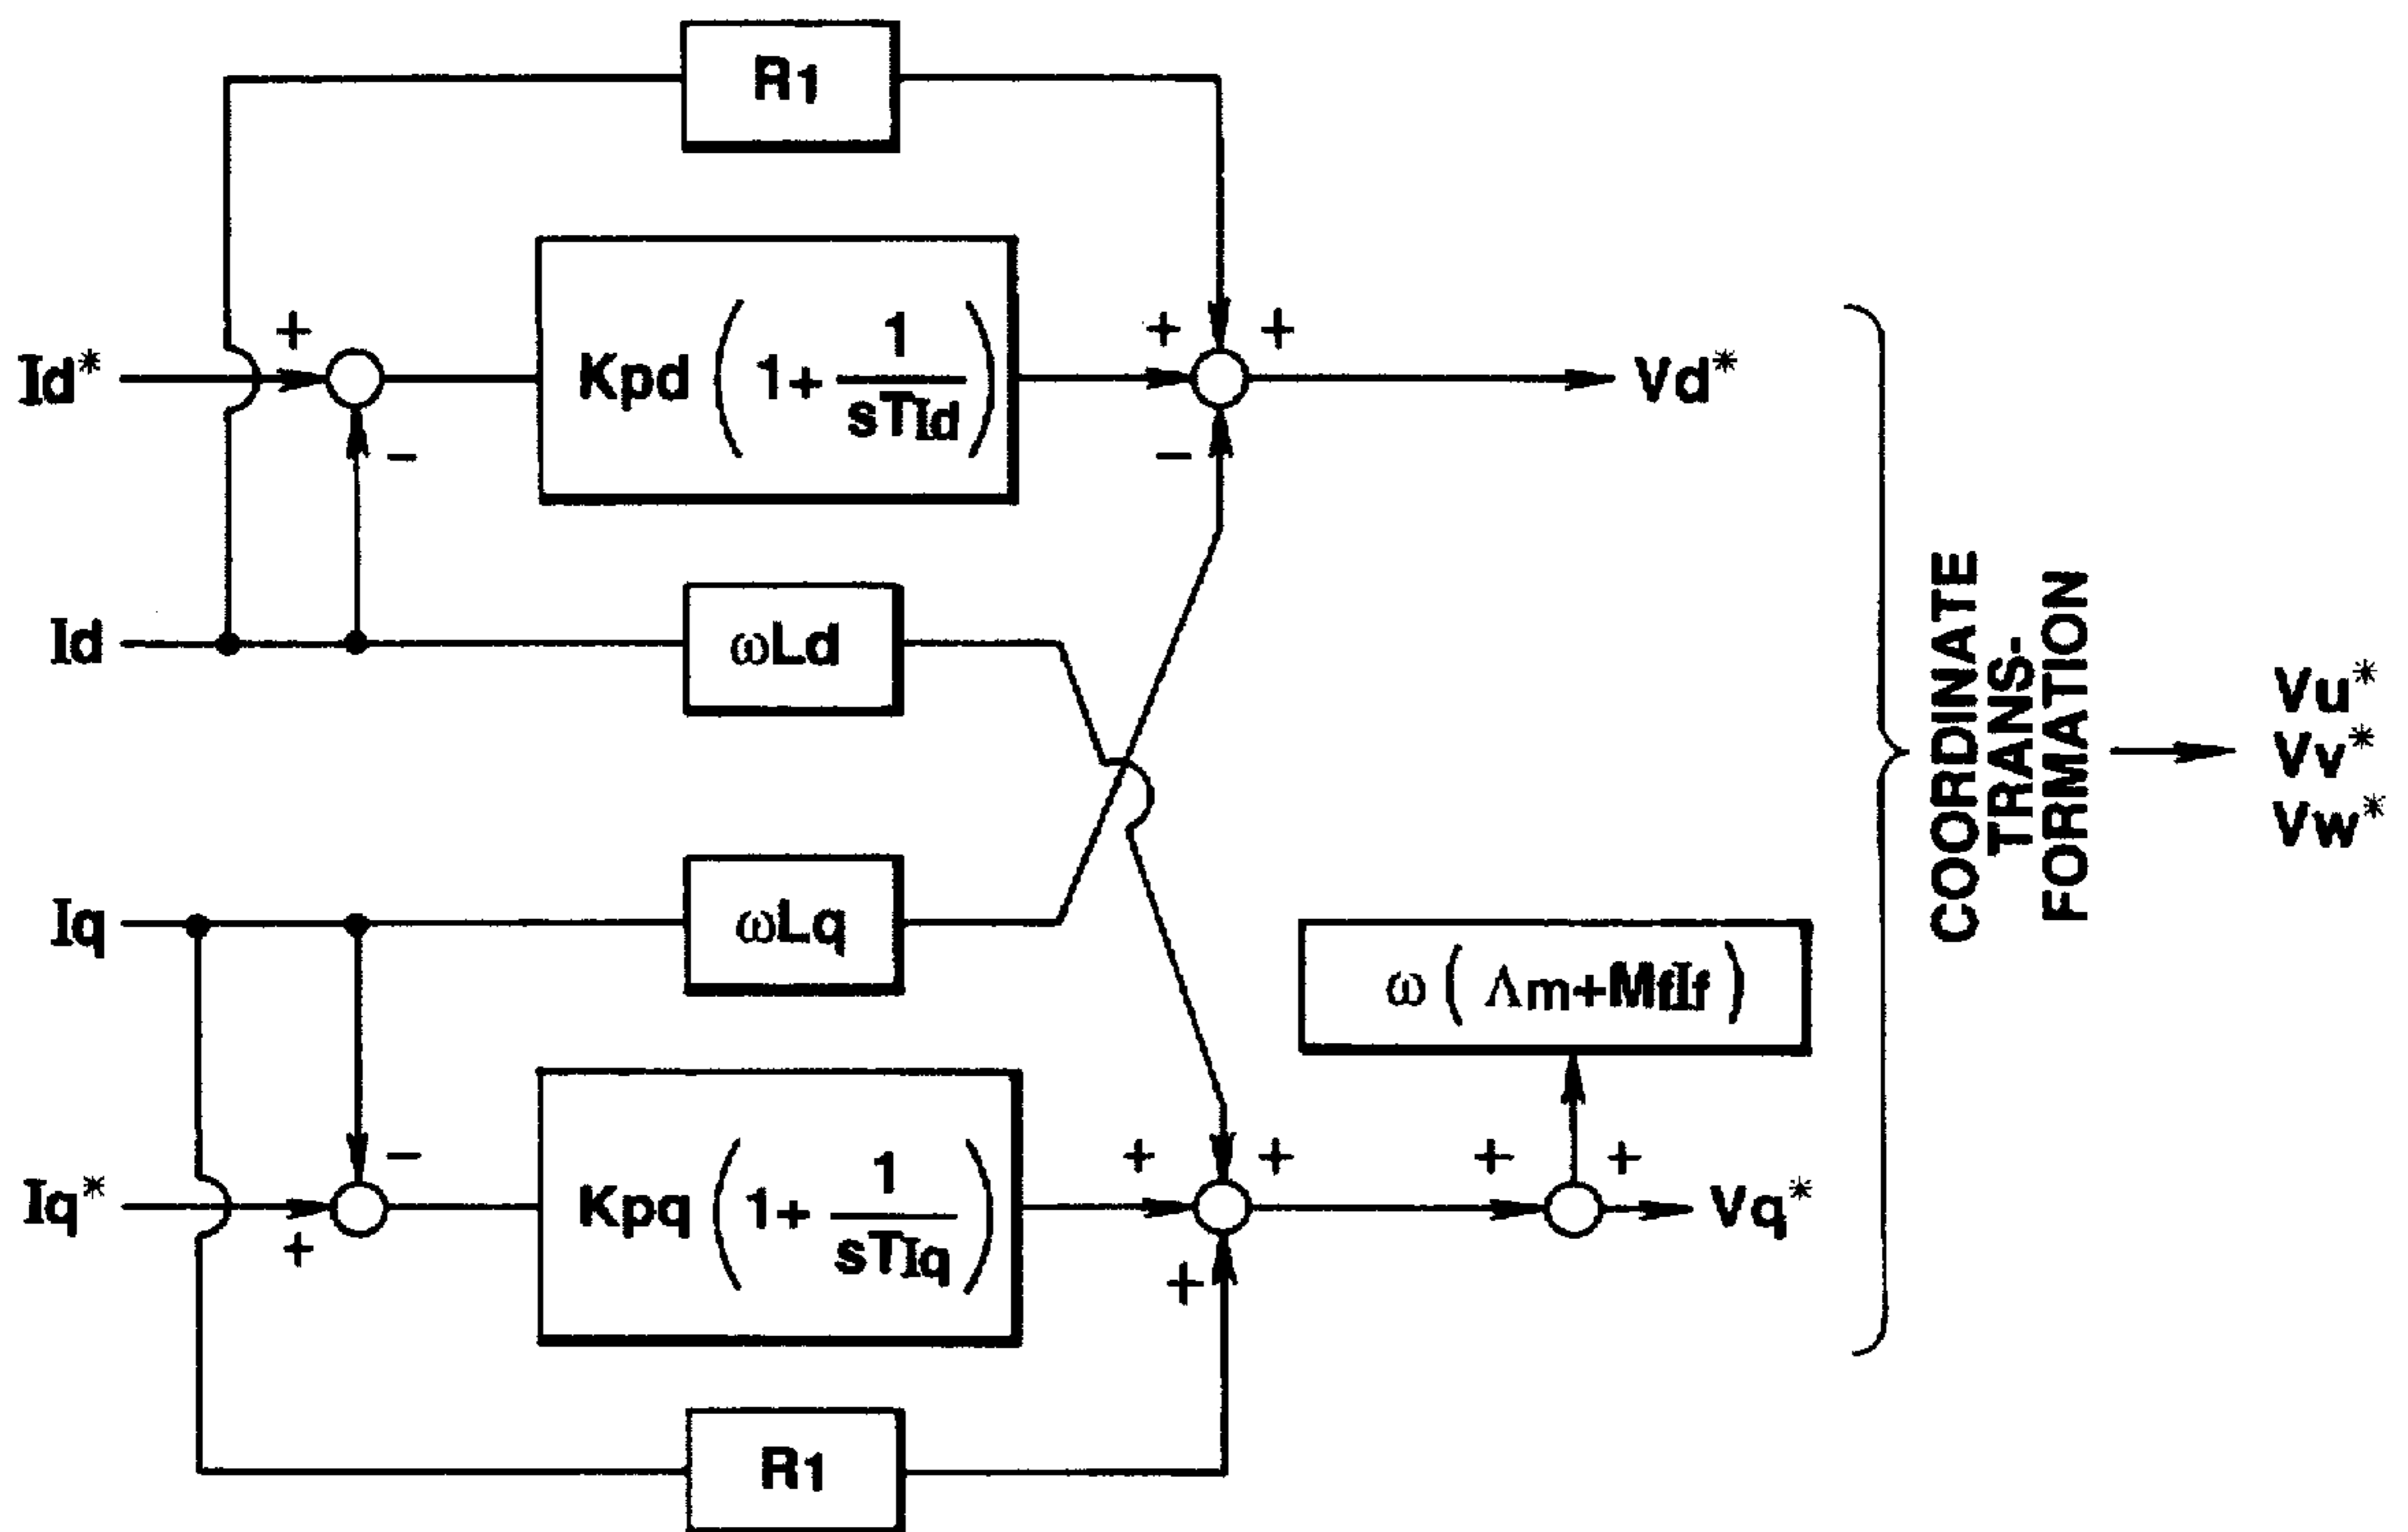 R1
+ + +
Id* Kpd ( 1+ 1 / sTId ) Vd*
− −
Id ωLd
Iq ωLq
ω ( Λm+MfIf )
COORDINATE
TRANS-
FORMATION
Vu*
Vv*
Vw*
− + + + +
Iq* Kpq ( 1+ 1 / sTIq ) Vq*
+ +
R1